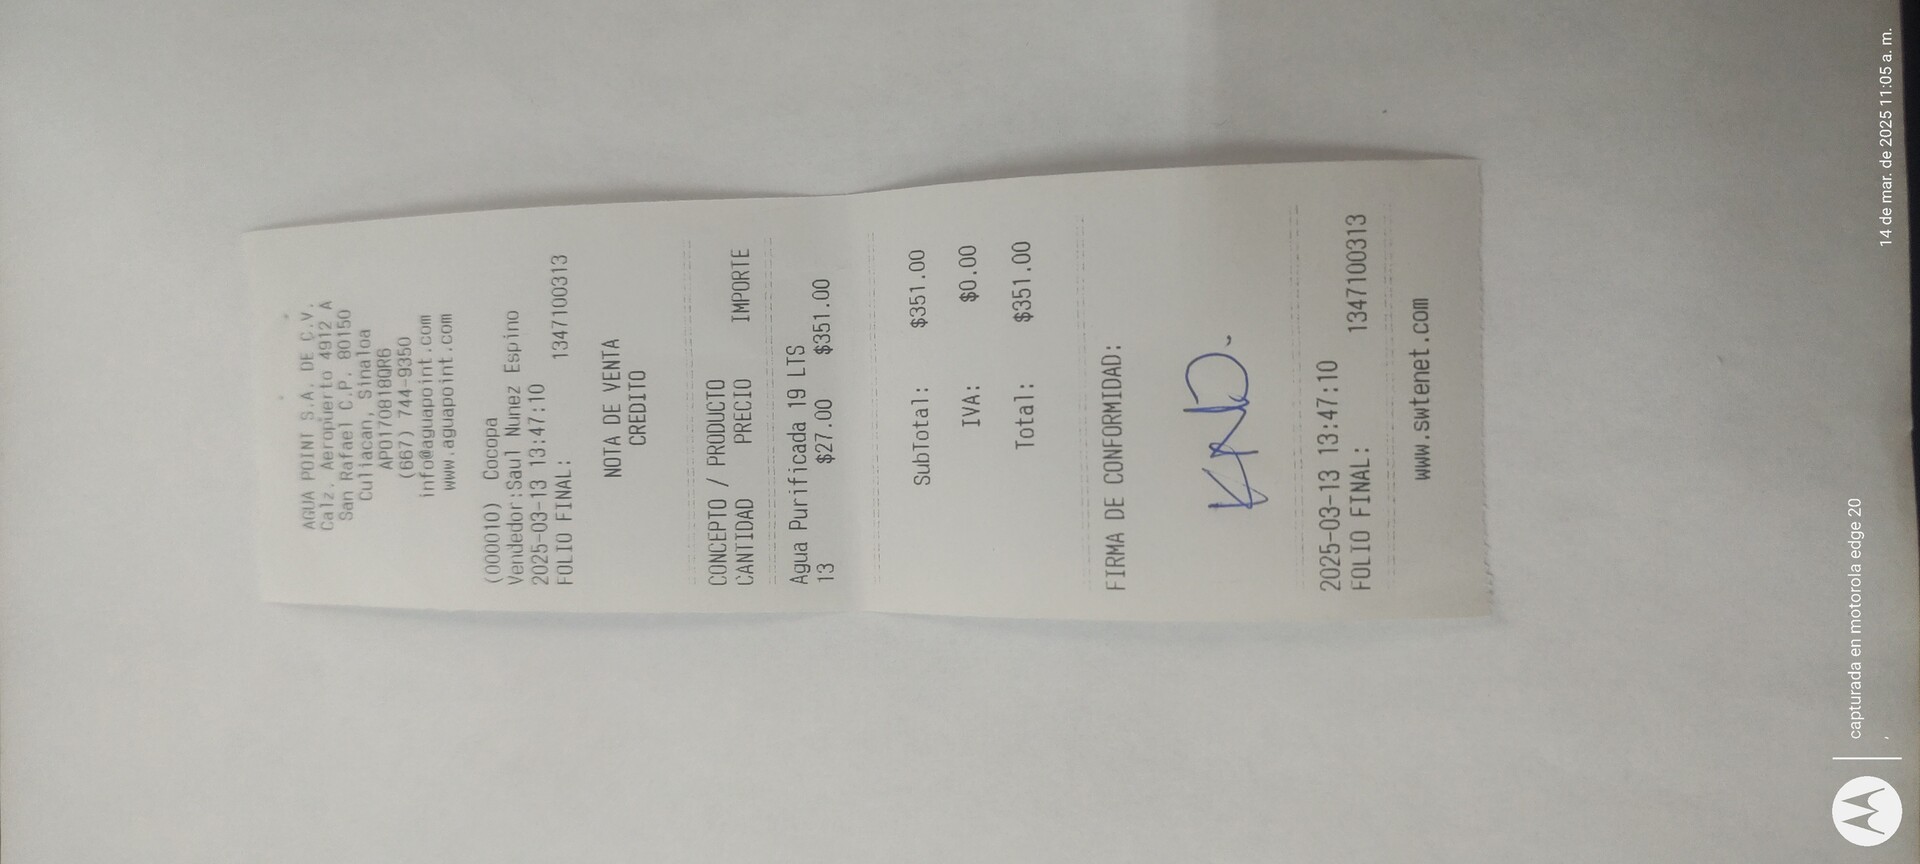 AGUA POINT S.A. DE C.V.
Calz. Aeropuerto 4912 A
San Rafael C.P. 80150
Culiacan, Sinaloa
APO170818QR6
(667) 744-9350
info@aguapoint.com
www.aguapoint.com
(000010) Cocopa
Vendedor:Saul Nunez Espino
2025-03-13 13:47:10
FOLIO FINAL: 1347100313
NOTA DE VENTA
CREDITO
CONCEPTO / PRODUCTO
CANTIDAD PRECIO IMPORTE
Agua Purificada 19 LTS
13 $27.00 $351.00
SubTotal: $351.00
IVA: $0.00
Total: $351.00
FIRMA DE CONFORMIDAD:
2025-03-13 13:47:10
FOLIO FINAL: 1347100313
www.swtenet.com
capturada en motorola edge 20
14 de mar. de 2025 11:05 a. m.